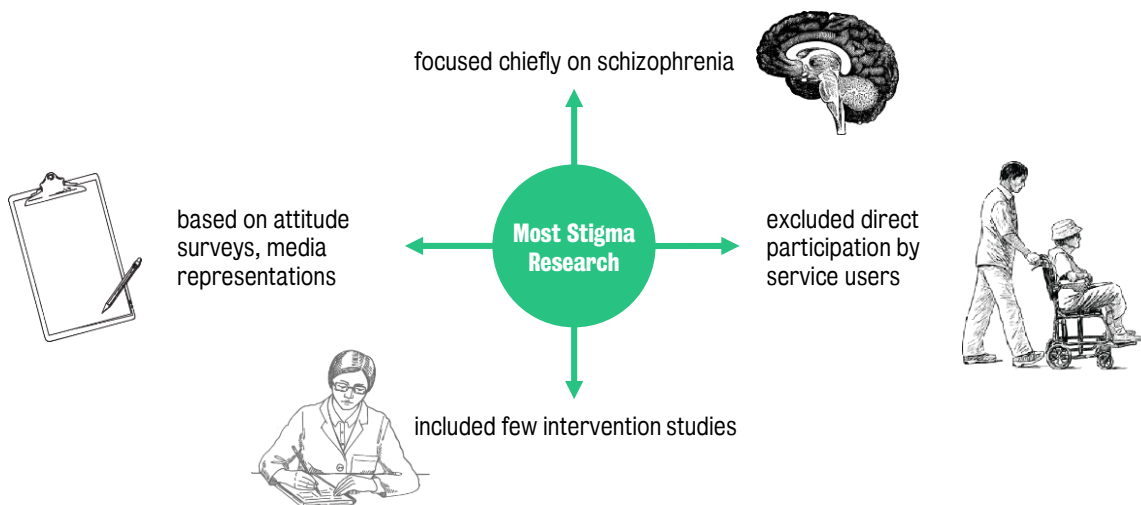 focused chiefly on schizophrenia
based on attitude
surveys, media
representations
Most Stigma
Research
excluded direct
participation by
service users
included few intervention studies